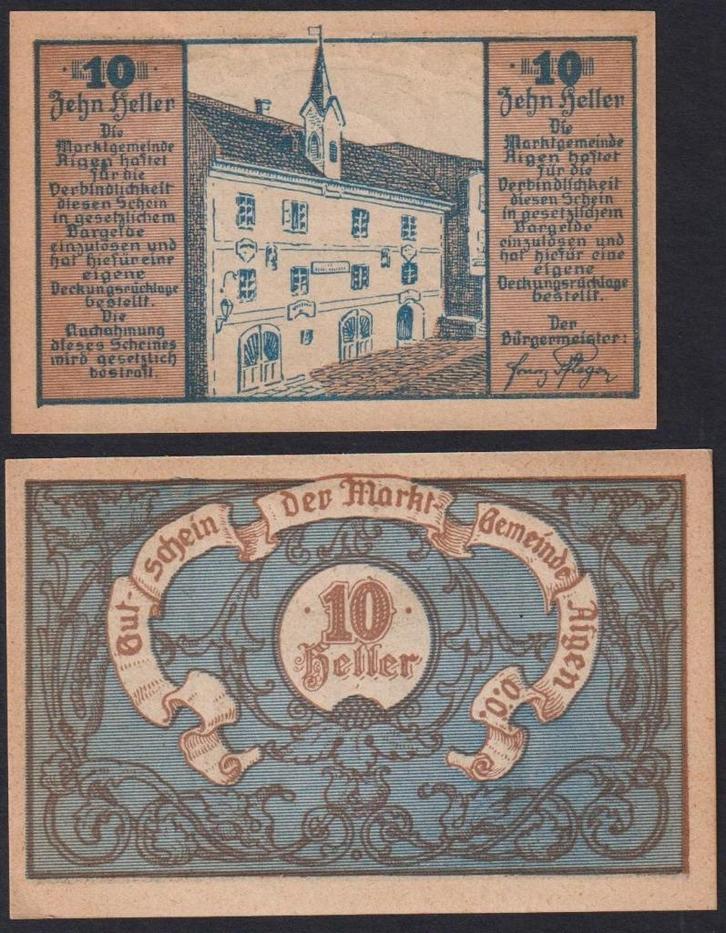 10
Zehn Heller
Die
Marktgemeinde
Aigen haftet
für die
Verbindlichkeit
diesen Schein
in gesetzlichem
Bargelde
einzulösen und
hat hiefür eine
eigene
Deckungsrücklage
bestellt.
Die
Nachahmung
dieses Scheines
wird gesetzlich
bestraft.
10
Zehn Heller
Die
Marktgemeinde
Aigen haftet
für die
Verbindlichkeit
diesen Schein
in gesetzlichem
Bargelde
einzulösen und
hat hiefür eine
eigene
Deckungsrücklage
bestellt.
Der
Bürgermeister:
Gut-schein der Markt-Gemeinde Aigen O.Ö.
10
Heller